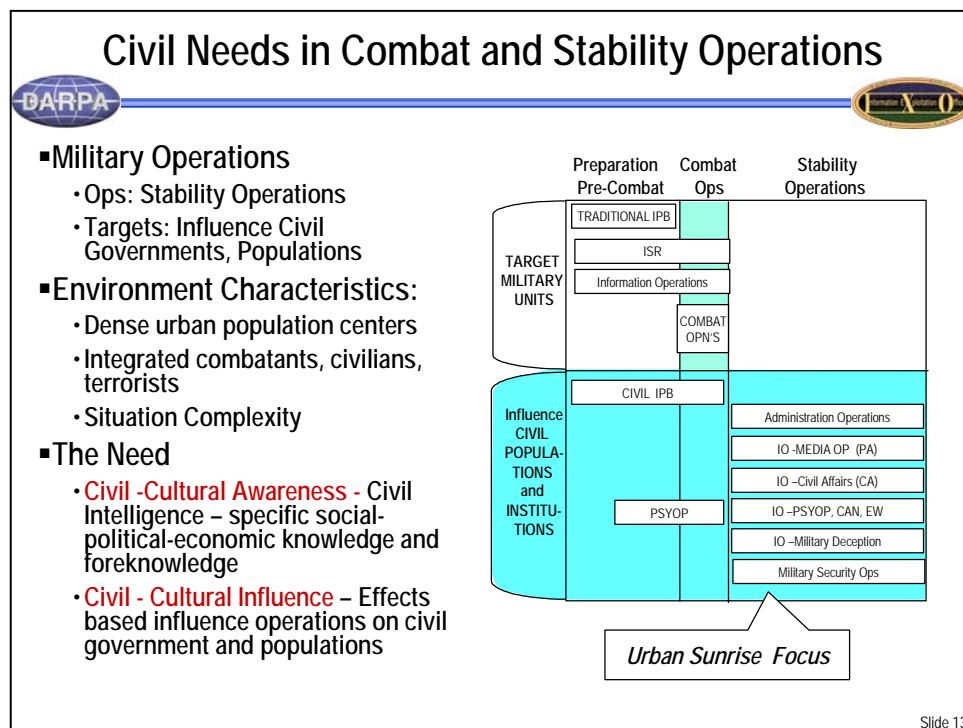 Civil Needs in Combat and Stability Operations
DARPA
Information Exploitation Office
▪Military Operations
• Ops: Stability Operations
• Targets: Influence Civil
Governments, Populations
▪Environment Characteristics:
• Dense urban population centers
• Integrated combatants, civilians,
terrorists
• Situation Complexity
▪The Need
• Civil -Cultural Awareness - Civil
Intelligence – specific social-
political-economic knowledge and
foreknowledge
• Civil - Cultural Influence – Effects
based influence operations on civil
government and populations
Preparation
Pre-Combat
Combat
Ops
Stability
Operations
TARGET
MILITARY
UNITS
TRADITIONAL IPB
ISR
Information Operations
COMBAT
OPN'S
Influence
CIVIL
POPULA-
TIONS
and
INSTITU-
TIONS
CIVIL IPB
PSYOP
Administration Operations
IO -MEDIA OP (PA)
IO –Civil Affairs (CA)
IO –PSYOP, CAN, EW
IO –Military Deception
Military Security Ops
Urban Sunrise Focus
Slide 13